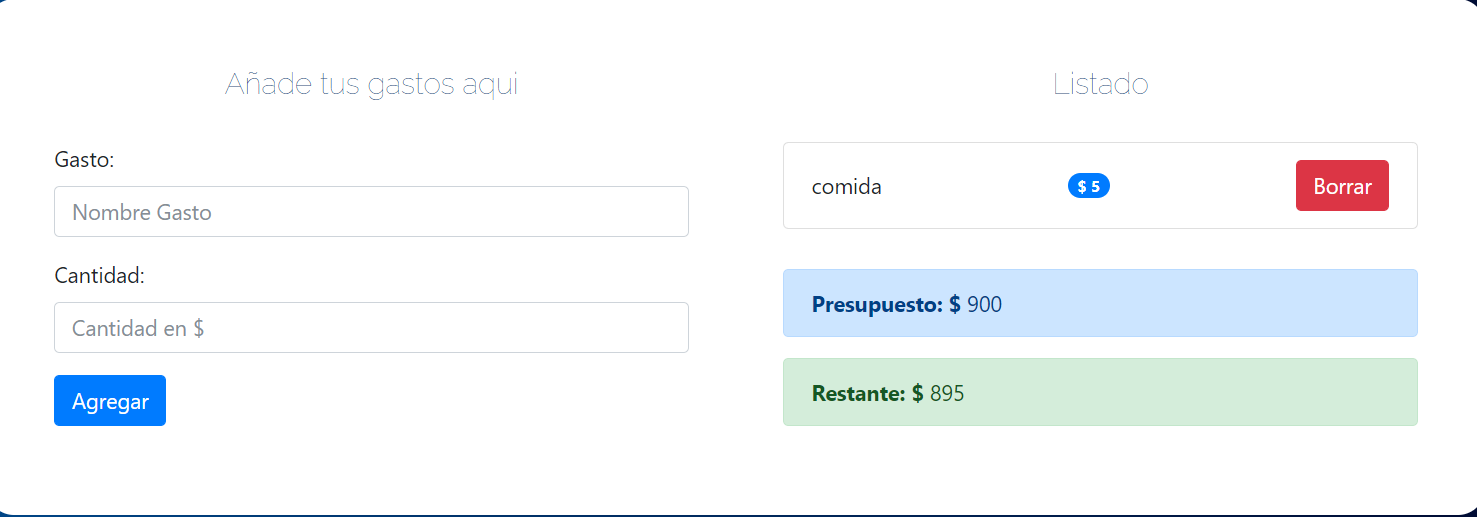 Añade tus gastos aqui
Gasto:
Nombre Gasto
Cantidad:
Cantidad en $
Agregar
Listado
comida $ 5 Borrar
Presupuesto: $ 900
Restante: $ 895